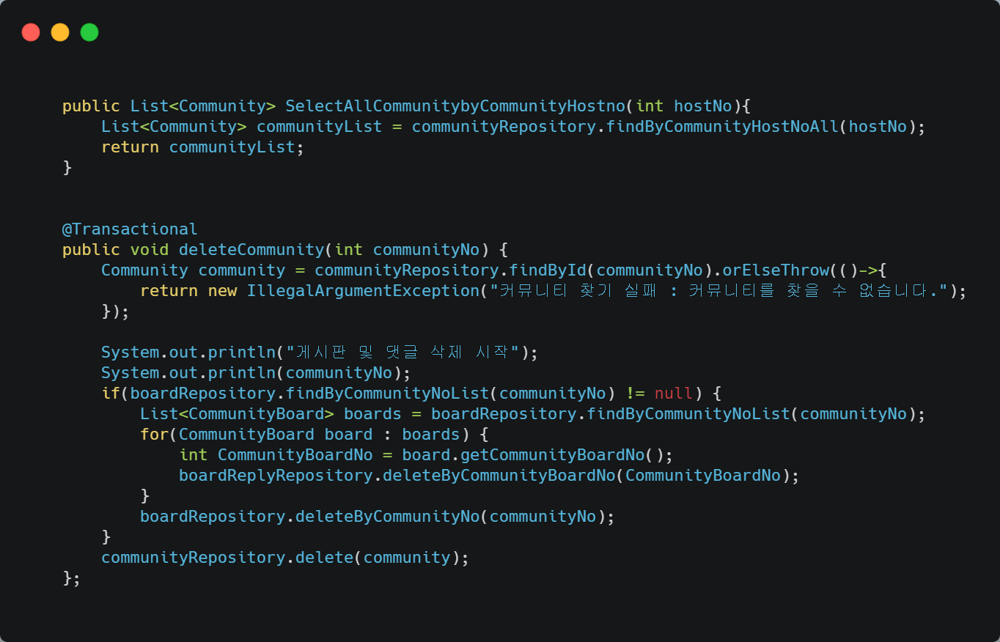 public List<Community> SelectAllCommunitybyCommunityHostno(int hostNo){
    List<Community> communityList = communityRepository.findByCommunityHostNoAll(hostNo);
    return communityList;
}
@Transactional
public void deleteCommunity(int communityNo) {
    Community community = communityRepository.findById(communityNo).orElseThrow(()->{
        return new IllegalArgumentException("커뮤니티 찾기 실패 : 커뮤니티를 찾을 수 없습니다.");
    });
    System.out.println("게시판 및 댓글 삭제 시작");
    System.out.println(communityNo);
    if(boardRepository.findByCommunityNoList(communityNo) != null) {
        List<CommunityBoard> boards = boardRepository.findByCommunityNoList(communityNo);
        for(CommunityBoard board : boards) {
            int CommunityBoardNo = board.getCommunityBoardNo();
            boardReplyRepository.deleteByCommunityBoardNo(CommunityBoardNo);
        }
        boardRepository.deleteByCommunityNo(communityNo);
    }
    communityRepository.delete(community);
};